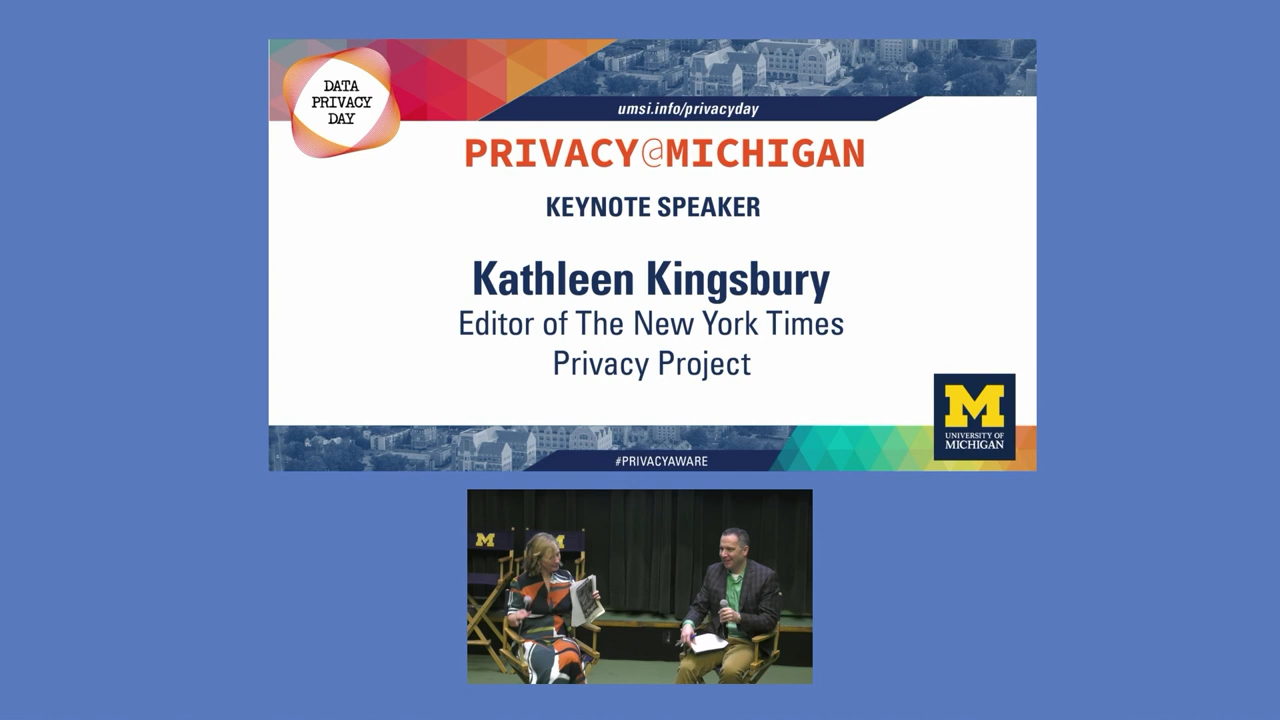 DATA
PRIVACY
DAY
umsi.info/privacyday
PRIVACY@MICHIGAN
KEYNOTE SPEAKER
Kathleen Kingsbury
Editor of The New York Times
Privacy Project
M
UNIVERSITY OF
MICHIGAN
#PRIVACYAWARE
M
M